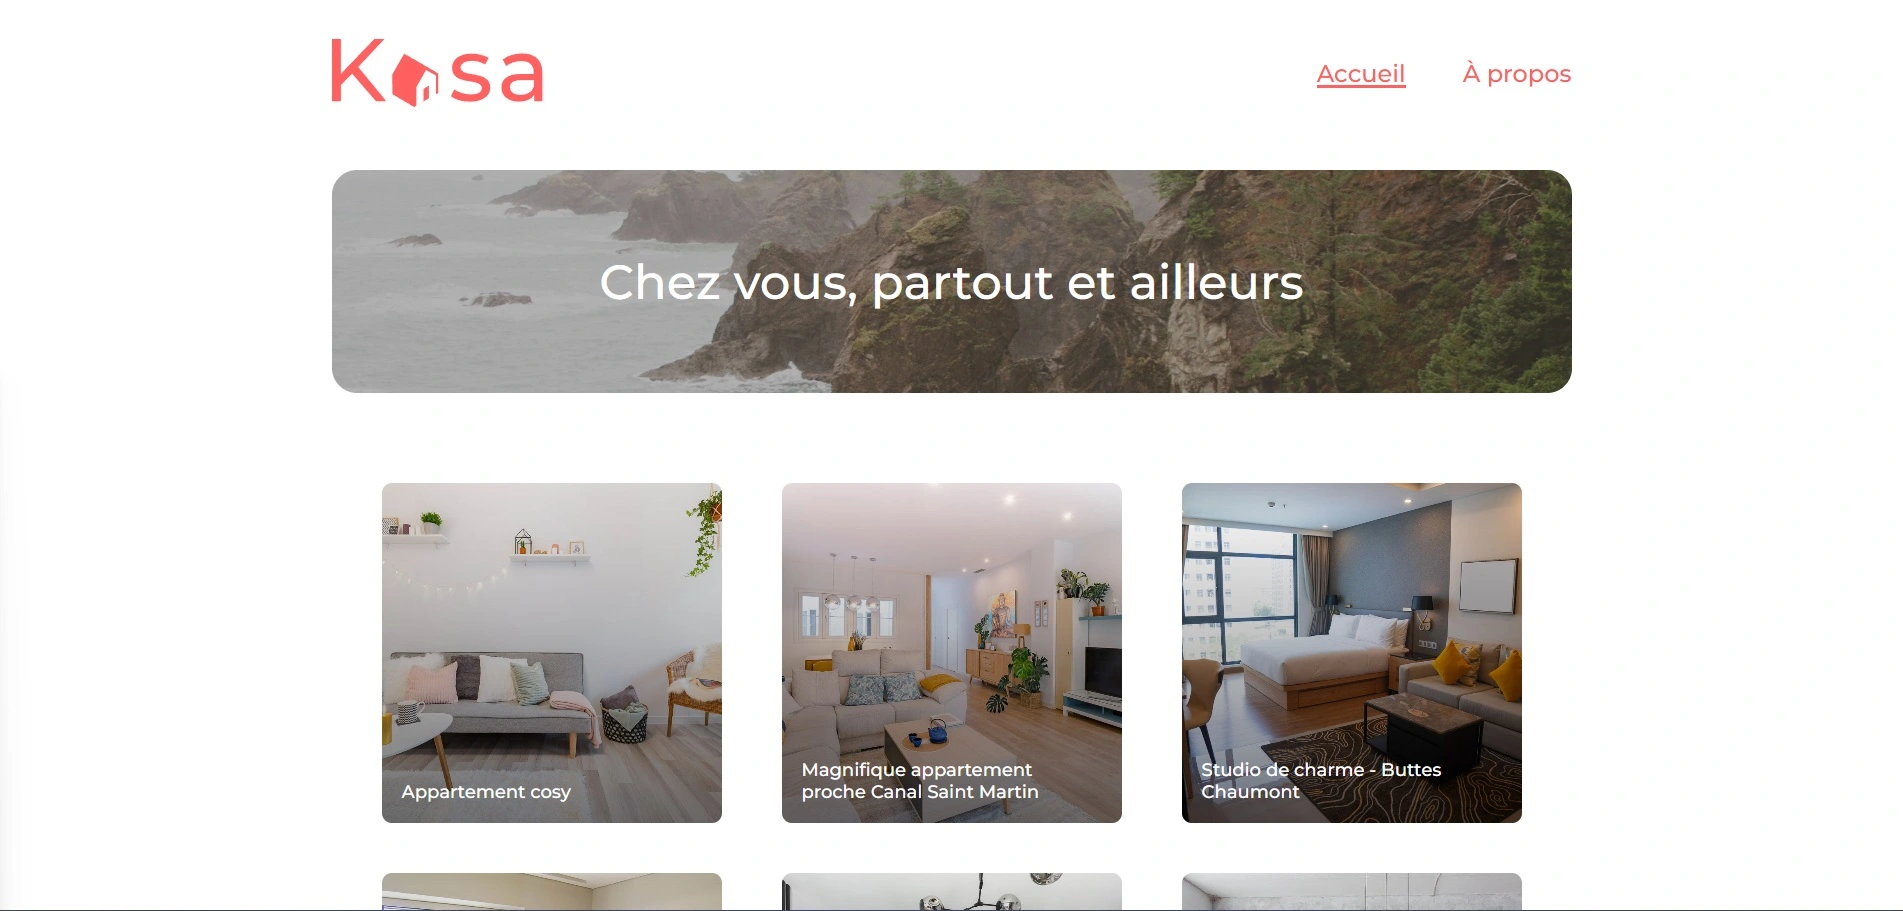 Kasa
Accueil
À propos
Chez vous, partout et ailleurs
Appartement cosy
Magnifique appartement
proche Canal Saint Martin
Studio de charme - Buttes
Chaumont